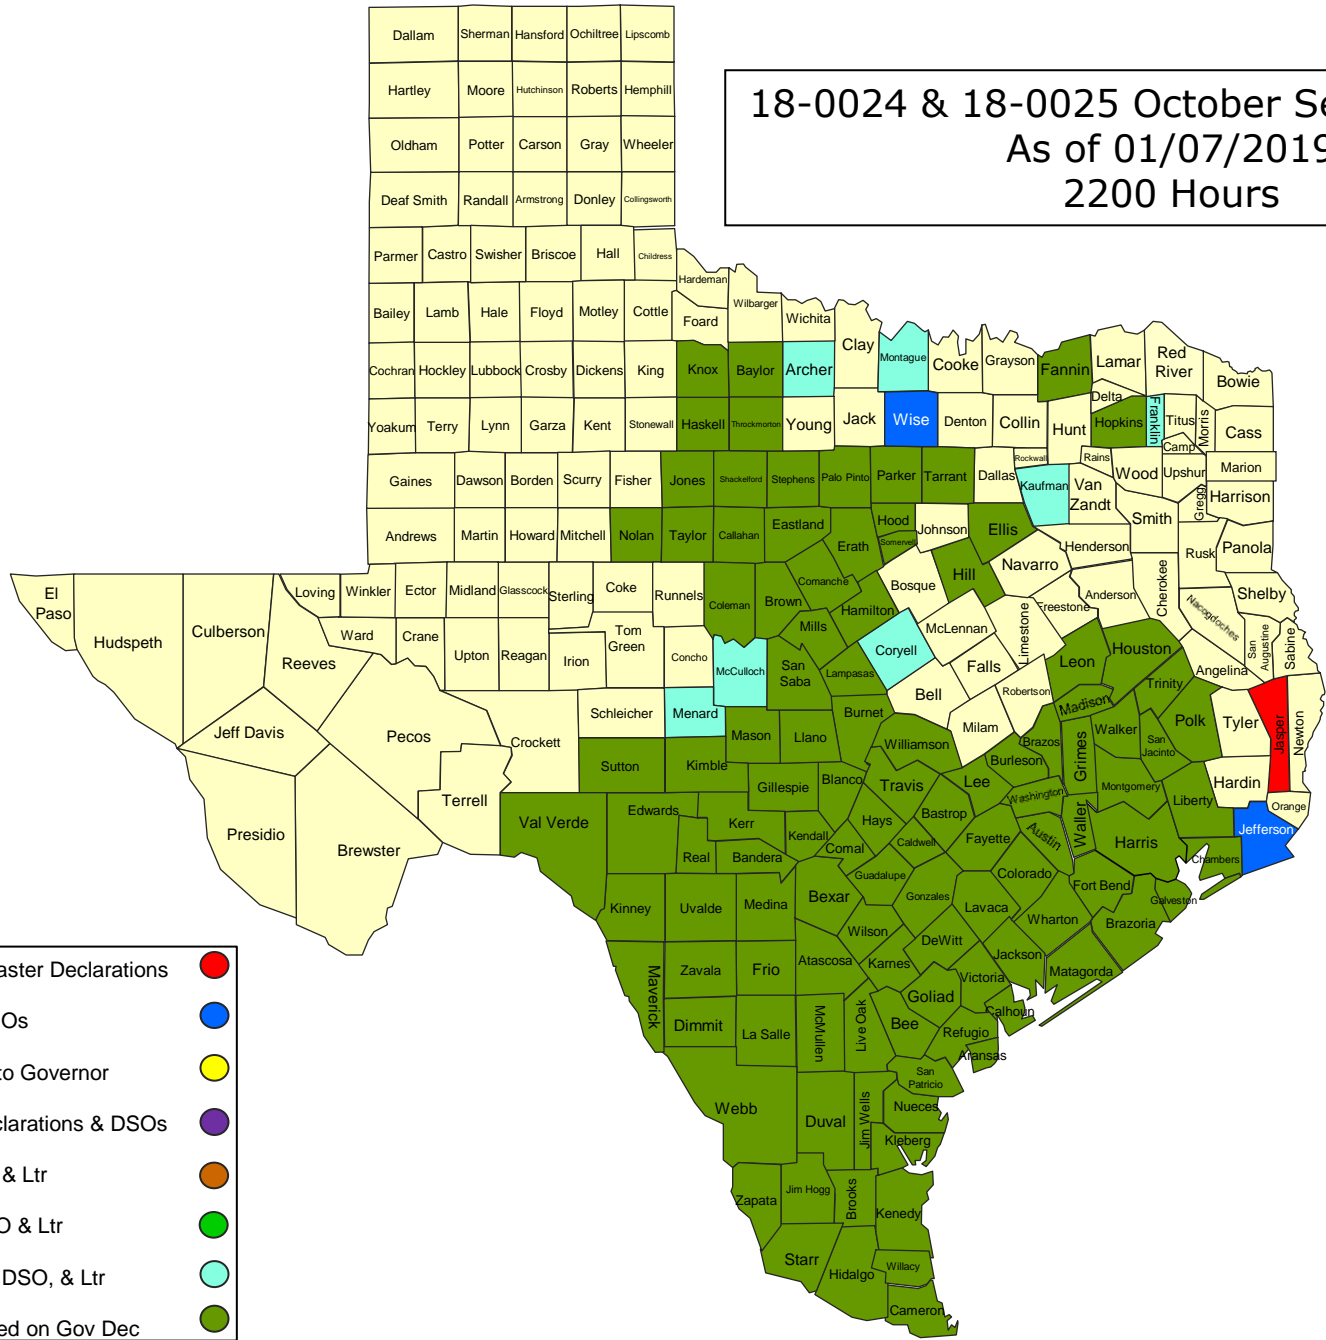 Dallam Sherman Hansford Ochiltree Lipscomb
Hartley Moore Hutchinson Roberts Hemphill
18-0024 & 18-0025 October Se
As of 01/07/2019
2200 Hours
Oldham Potter Carson Gray Wheeler
Deaf Smith Randall Armstrong Donley Collingsworth
Parmer Castro Swisher Briscoe Hall Childress
Hardeman
Wilbarger
Bailey Lamb Hale Floyd Motley Cottle Foard Wichita
Clay Montague Cooke Grayson Fannin Lamar Red
River
Bowie
Cochran Hockley Lubbock Crosby Dickens King Knox Baylor Archer
Delta
Yoakum Terry Lynn Garza Kent Stonewall Haskell Throckmorton Young Jack Wise Denton Collin Hunt Hopkins Franklin Titus Morris Cass
Camp
Rockwall Rains
Gaines Dawson Borden Scurry Fisher Jones Shackelford Stephens Palo Pinto Parker Tarrant Dallas Kaufman Van
Zandt
Wood Upshur Marion
Gregg Harrison
Andrews Martin Howard Mitchell Nolan Taylor Callahan Eastland Erath Hood Somervell Johnson Ellis Henderson Smith Rusk Panola
El
Paso
Hudspeth Culberson Loving Winkler Ector Midland Glasscock Sterling Coke Runnels Coleman Brown Comanche Hamilton Bosque Hill Navarro Freestone Anderson Cherokee Nacogdoches Shelby
Reeves Ward Crane Upton Reagan Irion Tom
Green
Concho McCulloch Mills San
Saba
Lampasas Coryell McLennan Falls Limestone Leon Houston Angelina San
Augustine
Sabine
Jeff Davis Pecos Crockett Schleicher Menard Mason Llano Burnet Bell Milam Robertson Madison Trinity Polk Tyler Jasper Newton
Presidio Brewster Terrell Sutton Kimble Gillespie Blanco Williamson Travis Lee Burleson Brazos Grimes Walker San
Jacinto
Hardin Orange
Val Verde Edwards Real Kerr Bandera Kendall Comal Hays Caldwell Bastrop Fayette Washington Austin Waller Montgomery Harris Liberty Chambers Jefferson
Kinney Uvalde Medina Bexar Guadalupe Gonzales Lavaca Colorado Fort Bend Wharton Brazoria Galveston
Maverick Zavala Frio Atascosa Wilson Karnes DeWitt Victoria Jackson Matagorda
Dimmit La Salle McMullen Live Oak Bee Goliad Refugio Calhoun Aransas
Webb Duval Jim Wells San
Patricio
Nueces
Kleberg
Zapata Jim Hogg Brooks Kenedy
Starr Hidalgo Willacy
Cameron
aster Declarations
Os
to Governor
clarations & DSOs
& Ltr
O & Ltr
DSO, & Ltr
ed on Gov Dec